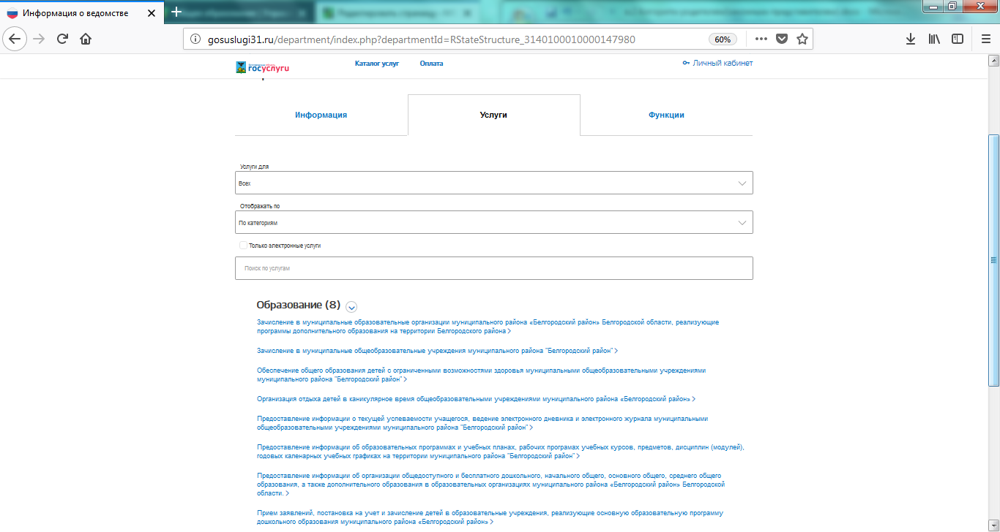 Информация о ведомстве
gosuslugi31.ru/department/index.php?departmentId=RStateStructure_3140100010000147980
60%
госуслуги
Каталог услуг
Оплата
Личный кабинет
Информация
Услуги
Функции
Услуги для
Всех
Отображать по
По категориям
Только электронные услуги
Поиск по услугам
Образование (8)
Зачисление в муниципальные образовательные организации муниципального района «Белгородский район» Белгородской области, реализующие
программы дополнительного образования на территории Белгородского района
Зачисление в муниципальные общеобразовательные учреждения муниципального района "Белгородский район"
Обеспечение общего образования детей с ограниченными возможностями здоровья муниципальными общеобразовательными учреждениями
муниципального района "Белгородский район"
Организация отдыха детей в каникулярное время общеобразовательными учреждениями муниципального района «Белгородский район»
Предоставление информации о текущей успеваемости учащегося, ведение электронного дневника и электронного журнала муниципальными
общеобразовательными учреждениями муниципального района "Белгородский район"
Предоставление информации об образовательных программах и учебных планах, рабочих програмах учебных курсов, предметов, дисциплин (модулей),
годовых каленарных учебных графиках на территории муниципального района "Белгородский район"
Предоставление информации об организации общедоступного и бесплатного дошкольного, начального общего, основного общего, среднего общего
образования, а также дополнительного образования в образовательных организациях муниципального района «Белгородский район» Белгородской
области.
Прием заявлений, постановка на учет и зачисление детей в образовательные учреждения, реализующие основную образовательную программу
дошкольного образования муниципального района «Белгородский район»